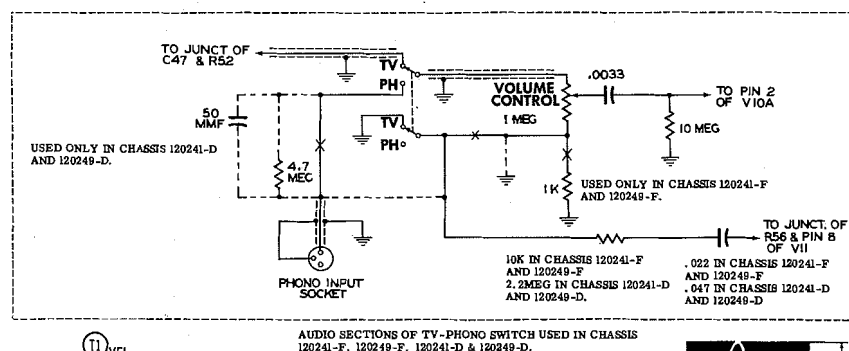 TO JUNCT OF
C47 & R52
TV
PH
VOLUME
CONTROL
1 MEG
.0033
TO PIN 2
OF V10A
10 MEG
50
MMF
TV
PH
USED ONLY IN CHASSIS 120241-D
AND 120249-D.
4.7
MEG
1K
USED ONLY IN CHASSIS 120241-F
AND 120249-F.
TO JUNCT. OF
R56 & PIN 8
OF V11
PHONO INPUT
SOCKET
10K IN CHASSIS 120241-F
AND 120249-F
2.2MEG IN CHASSIS 120241-D
AND 120249-D.
.022 IN CHASSIS 120241-F
AND 120249-F
.047 IN CHASSIS 120241-D
AND 120249-D
T1
AUDIO SECTIONS OF TV-PHONO SWITCH USED IN CHASSIS
120241-F, 120249-F, 120241-D & 120249-D.